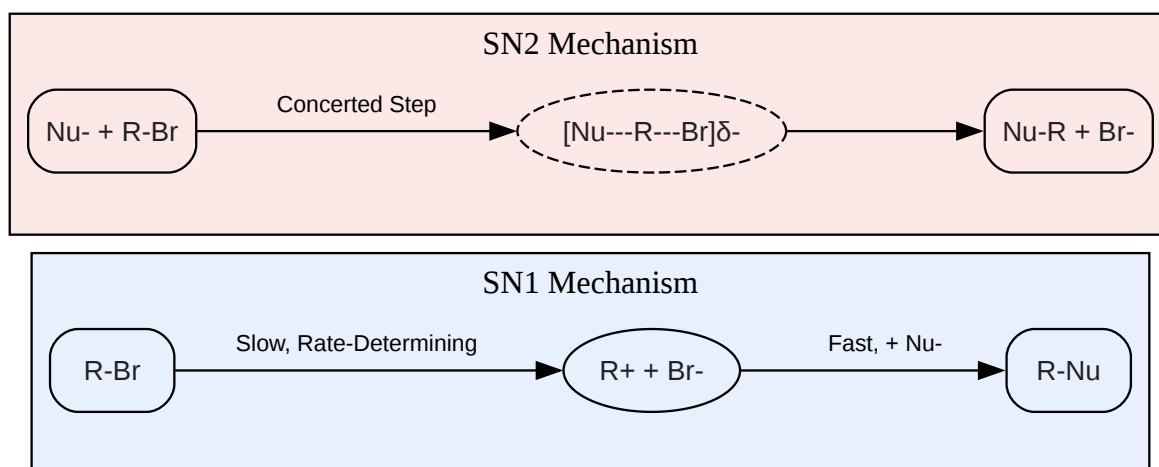 SN2 Mechanism
Concerted Step
Nu- + R-Br
[Nu---R---Br]δ-
Nu-R + Br-
SN1 Mechanism
Slow, Rate-Determining
Fast, + Nu-
R-Br
R+ + Br-
R-Nu